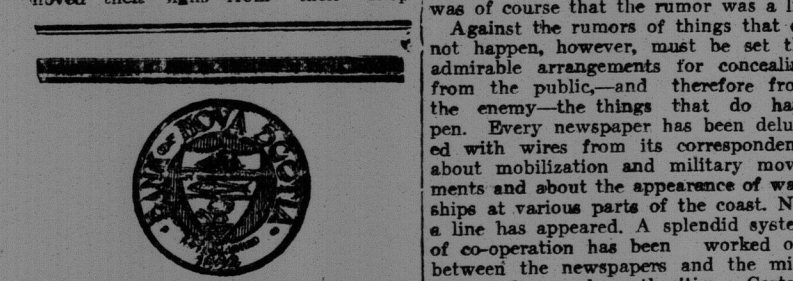 BANK OF NOVA SCOTIA
was of course that the rumor was a
Against the rumors of things that
not happen, however, must be set
admirable arrangements for conceali
from the public,—and therefore fro
the enemy—the things that do ha
pen. Every newspaper has been delu
ed with wires from its corresponden
about mobilization and military mov
ments and about the appearance of wa
ships at various parts of the coast. N
a line has appeared. A splendid syste
of co-operation has been worked o
between the newspapers and the mi